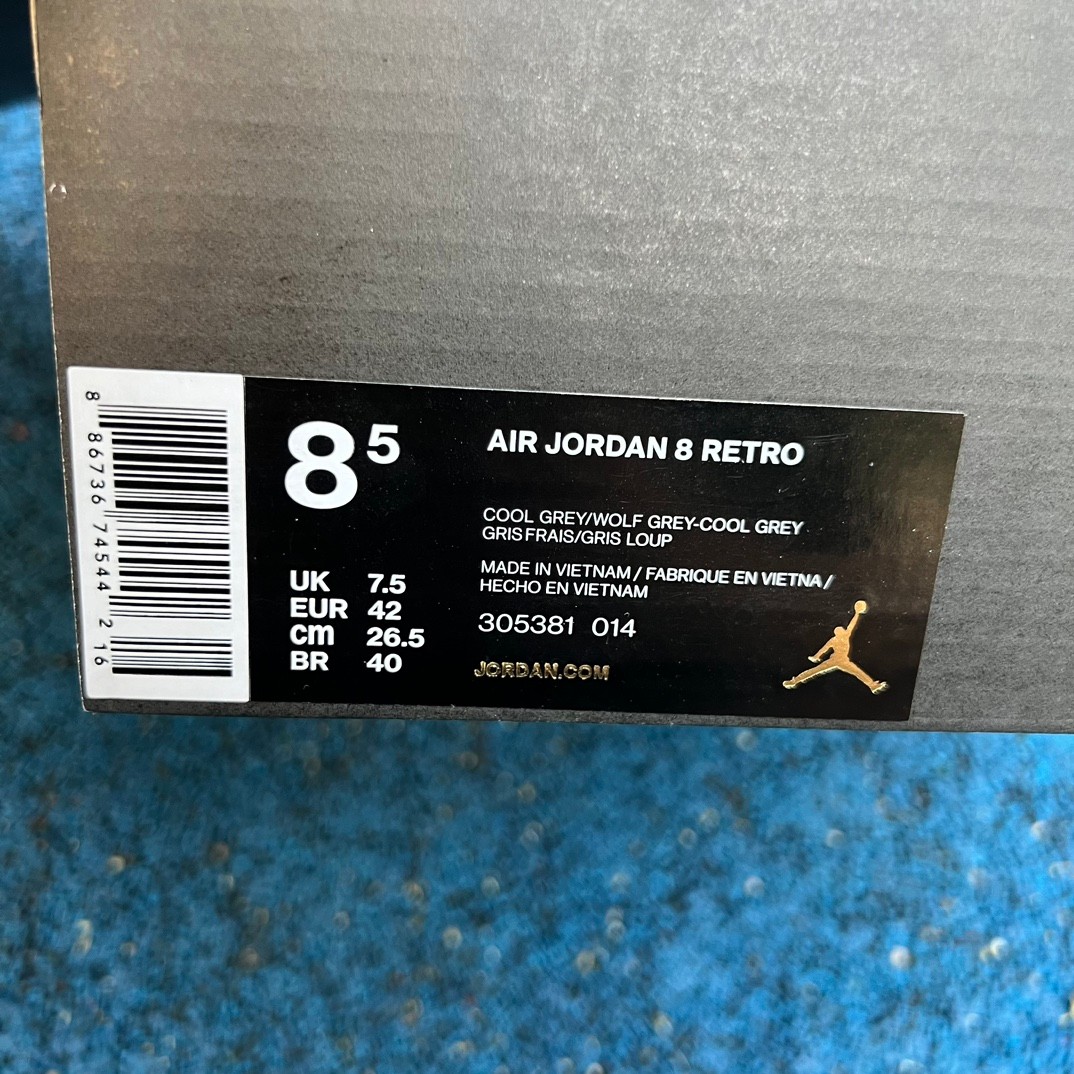 8 86736 74544 2 16
8 5
AIR JORDAN 8 RETRO
COOL GREY/WOLF GREY-COOL GREY
GRIS FRAIS/GRIS LOUP
MADE IN VIETNAM / FABRIQUE EN VIETNA /
HECHO EN VIETNAM
UK 7.5
EUR 42
cm 26.5
BR 40
305381 014
JORDAN.COM